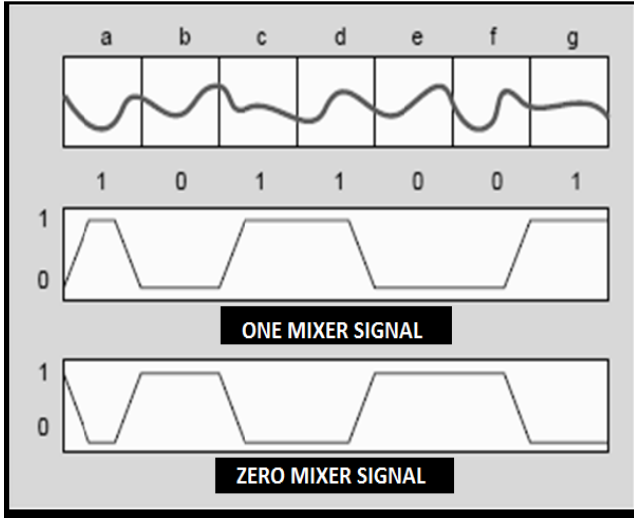 a b c d e f g
1 0 1 1 0 0 1
1
0
ONE MIXER SIGNAL
1
0
ZERO MIXER SIGNAL